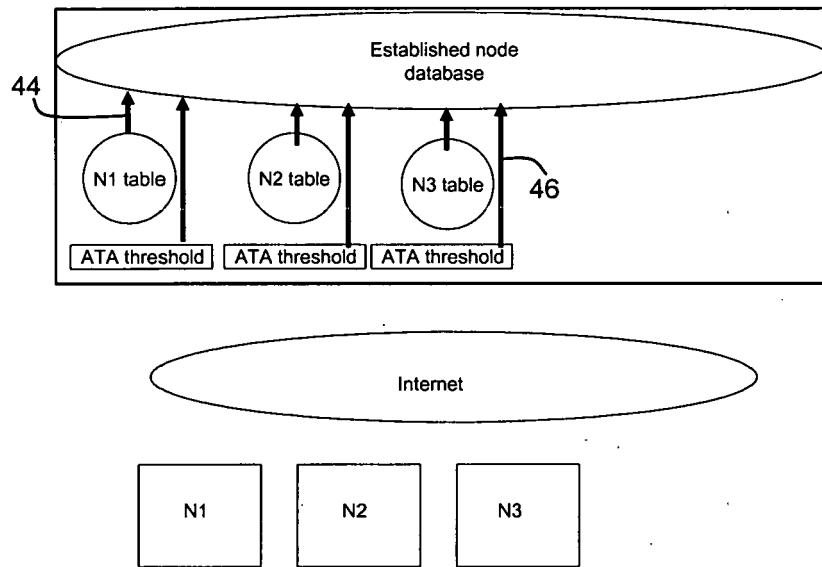 Established node
database
44
N1 table
N2 table
N3 table
46
ATA threshold
ATA threshold
ATA threshold
Internet
N1
N2
N3